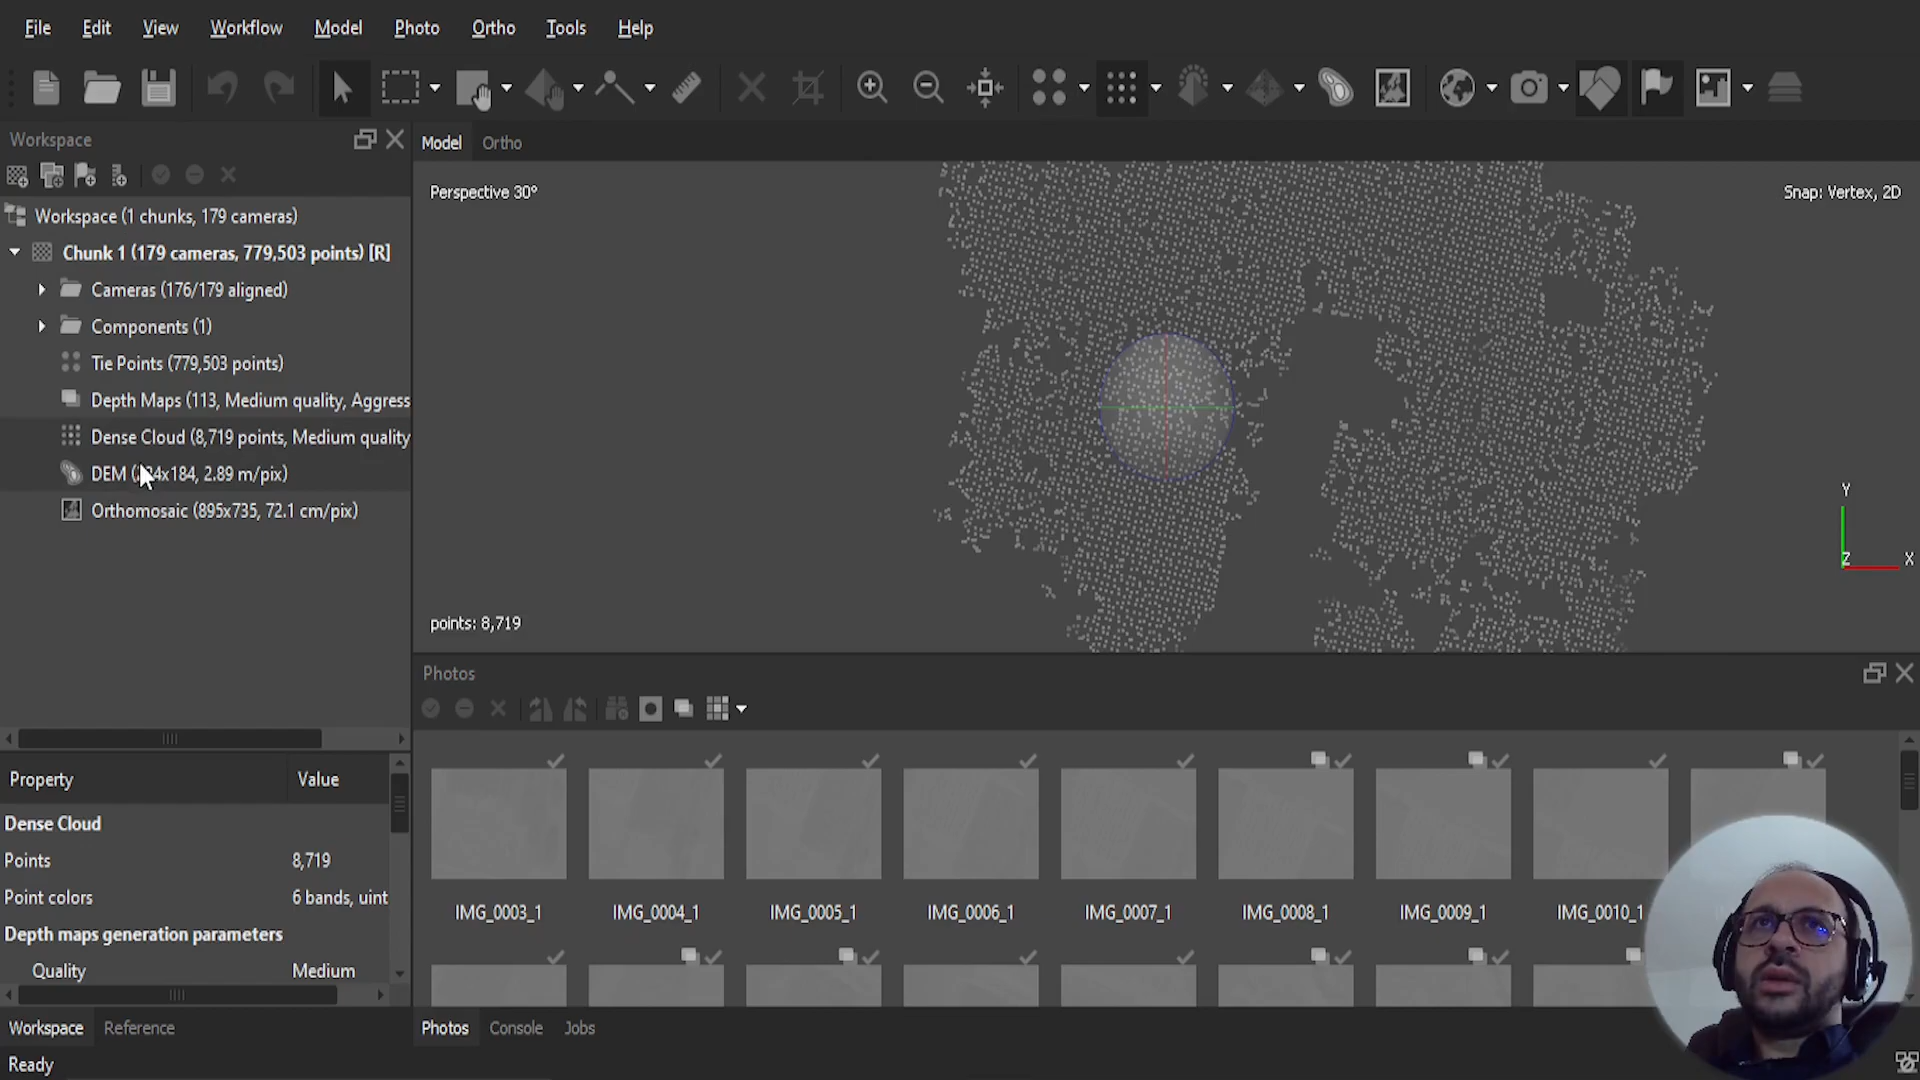 File Edit View Workflow Model Photo Ortho Tools Help
Workspace
Model Ortho
Perspective 30°
Snap: Vertex, 2D
Workspace (1 chunks, 179 cameras)
Chunk 1 (179 cameras, 779,503 points) [R]
Cameras (176/179 aligned)
Components (1)
Tie Points (779,503 points)
Depth Maps (113, Medium quality, Aggress
Dense Cloud (8,719 points, Medium quality
DEM ( x184, 2.89 m/pix)
Orthomosaic (895x735, 72.1 cm/pix)
Y
Z X
points: 8,719
Photos
Property Value
Dense Cloud
Points 8,719
Point colors 6 bands, uint
Depth maps generation parameters
Quality Medium
IMG_0003_1 IMG_0004_1 IMG_0005_1 IMG_0006_1 IMG_0007_1 IMG_0008_1 IMG_0009_1 IMG_0010_1
Workspace Reference
Photos Console Jobs
Ready